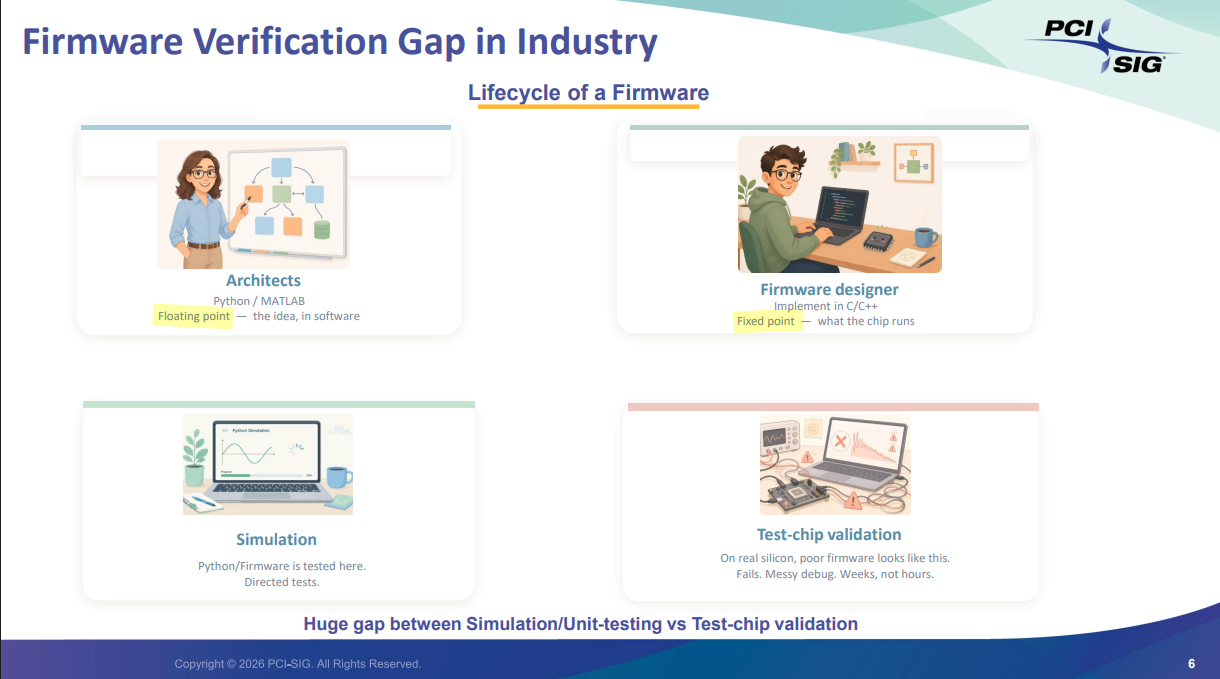 Firmware Verification Gap in Industry
PCI
SIG
Lifecycle of a Firmware
Architects
Python / MATLAB
Floating point — the idea, in software
Firmware designer
Implement in C/C++
Fixed point — what the chip runs
Python Simulation
Simulation
Python/Firmware is tested here.
Directed tests.
Test-chip validation
On real silicon, poor firmware looks like this.
Fails. Messy debug. Weeks, not hours.
Huge gap between Simulation/Unit-testing vs Test-chip validation
Copyright © 2026 PCI-SIG. All Rights Reserved.
6